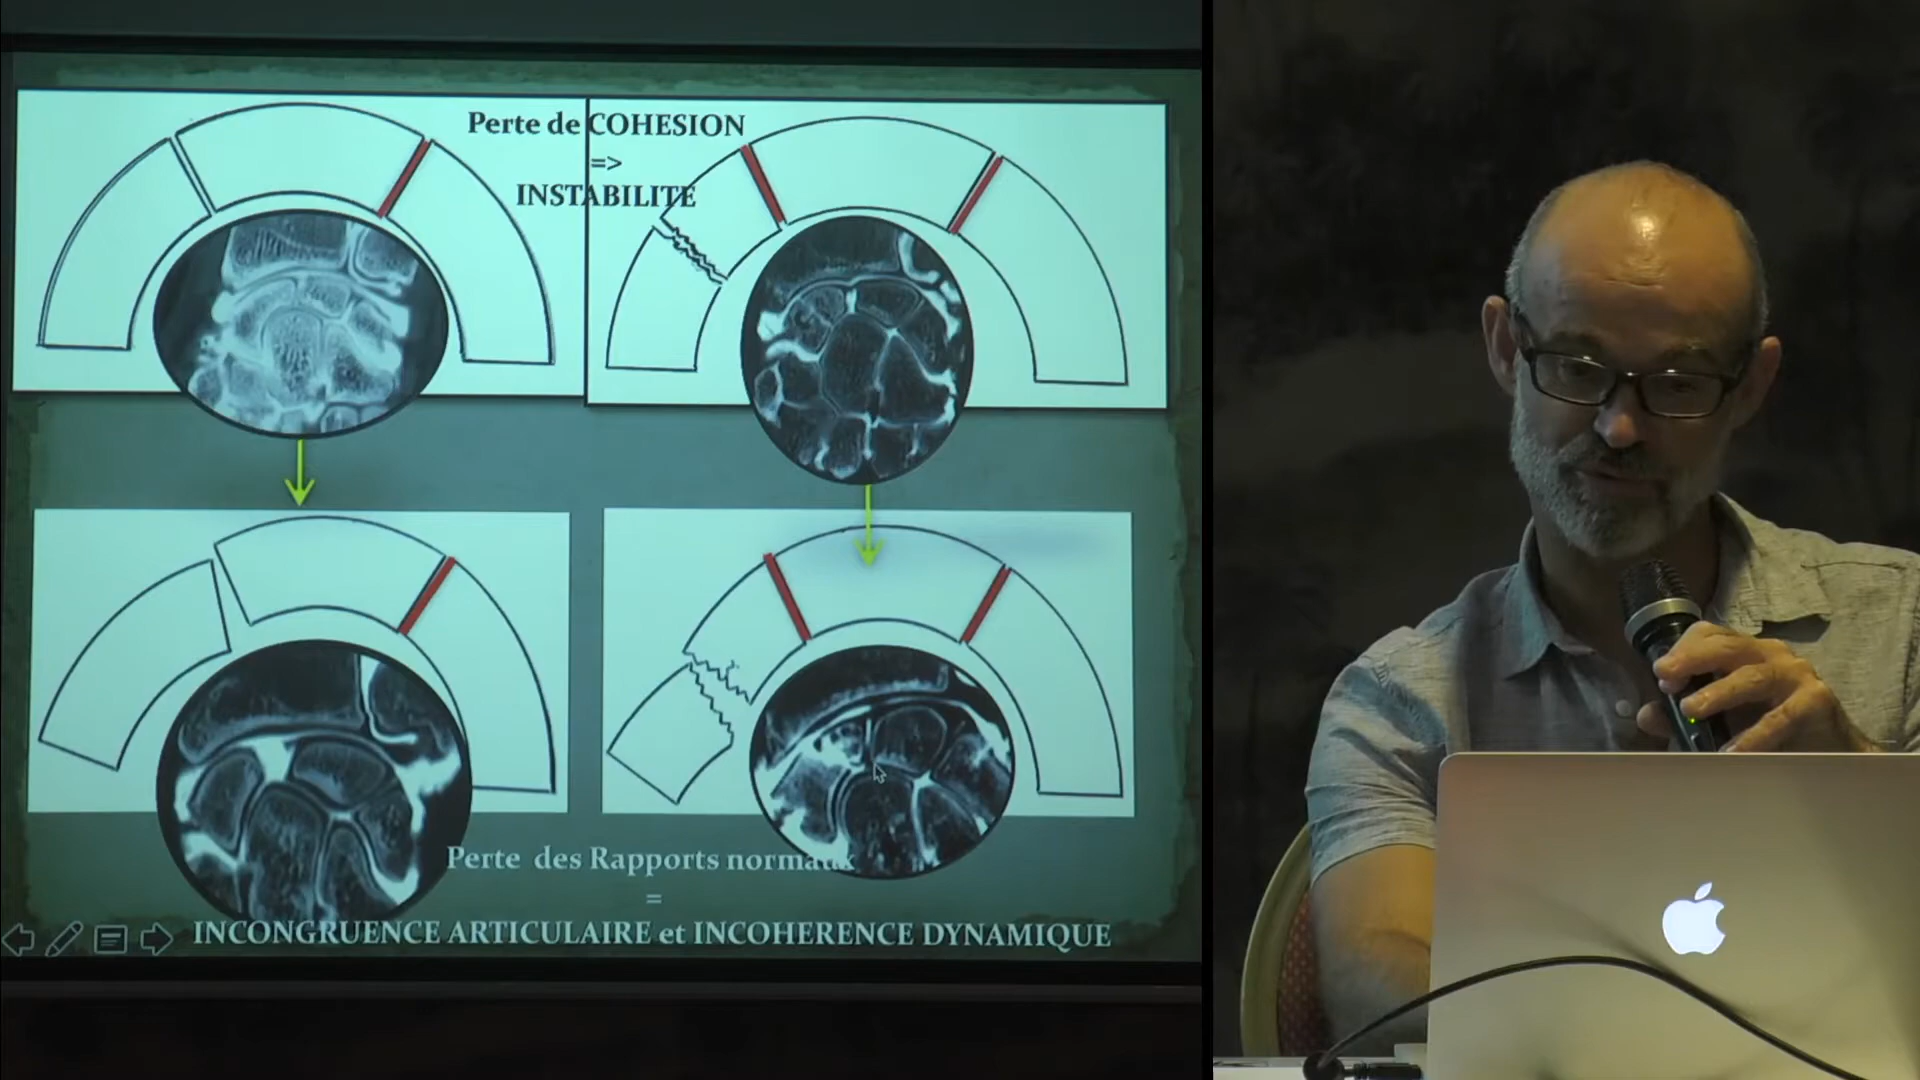 Perte de COHESION
=>
INSTABILITE
Perte des Rapports normaux
=
INCONGRUENCE ARTICULAIRE et INCOHERENCE DYNAMIQUE